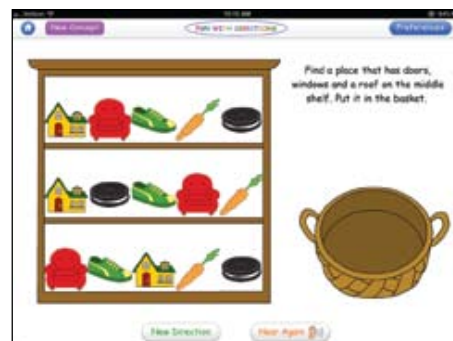 New Concept
FUN WITH DIRECTIONS
Preferences
Find a place that has doors,
windows and a roof on the middle
shelf. Put it in the basket.
New Direction
Hear Again